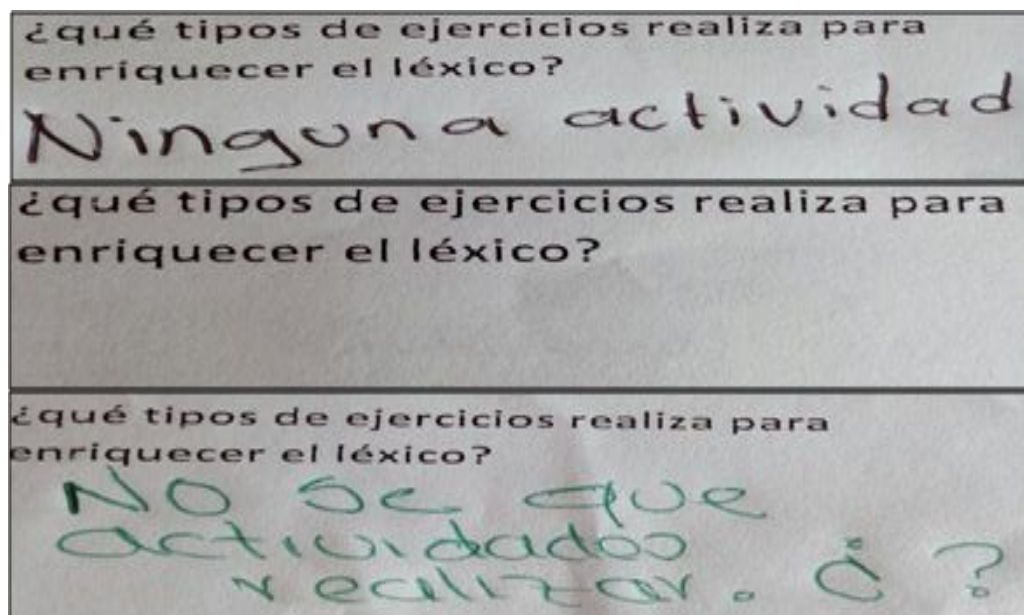 ¿qué tipos de ejercicios realiza para
enriquecer el léxico?
Ninguna actividad
¿qué tipos de ejercicios realiza para
enriquecer el léxico?
¿qué tipos de ejercicios realiza para
enriquecer el léxico?
No se que
actividados
realizar. ¿ ?